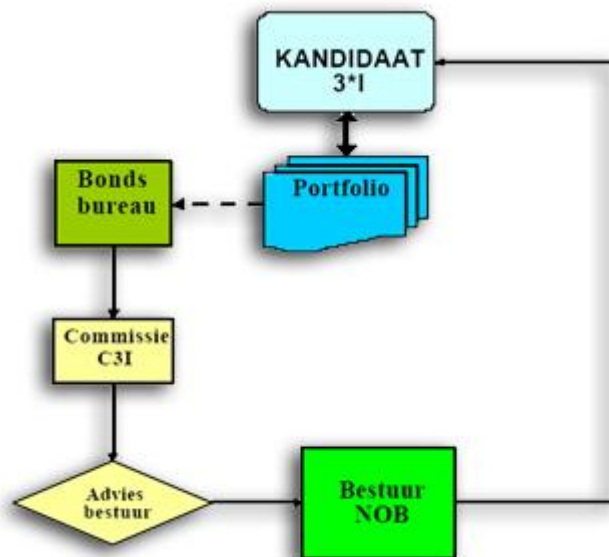 KANDIDAAT
3*I
Portfolio
Bonds
bureau
Commissie
C3I
Advies
bestuur
Bestuur
NOB